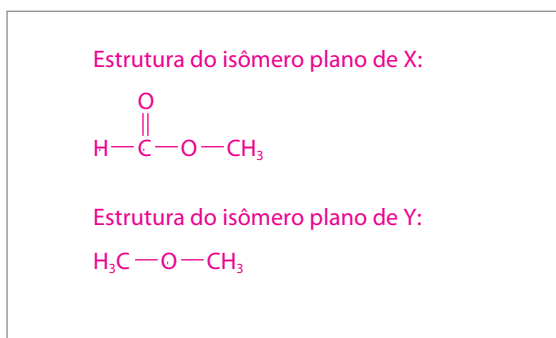 Estrutura do isômero plano de X:
O
||
H—C—O—CH₃
Estrutura do isômero plano de Y:
H₃C—O—CH₃